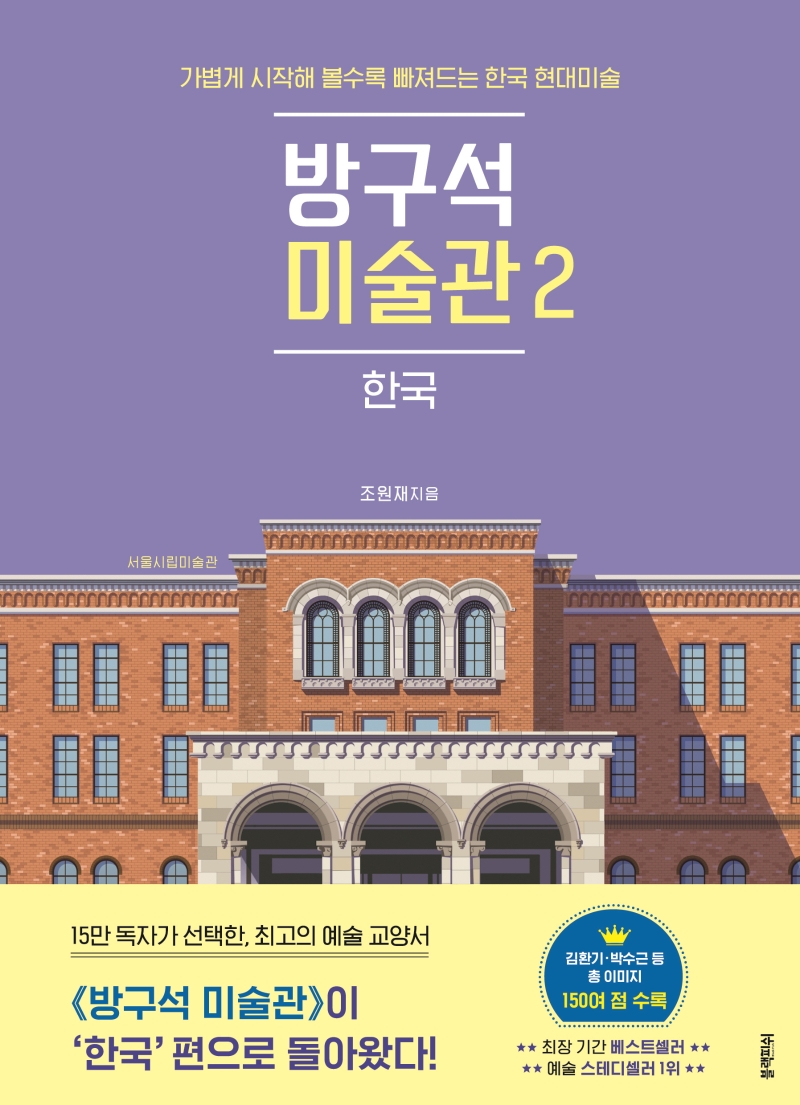 가볍게 시작해 볼수록 빠져드는 한국 현대미술
방구석
미술관 2
한국
조원재 지음
서울시립미술관
15만 독자가 선택한, 최고의 예술 교양서
《방구석 미술관》이
‘한국’ 편으로 돌아왔다!
김환기·박수근 등
총 이미지
150여 점 수록
★★ 최장 기간 베스트셀러 ★★
★★ 예술 스테디셀러 1위 ★★
블랙피쉬